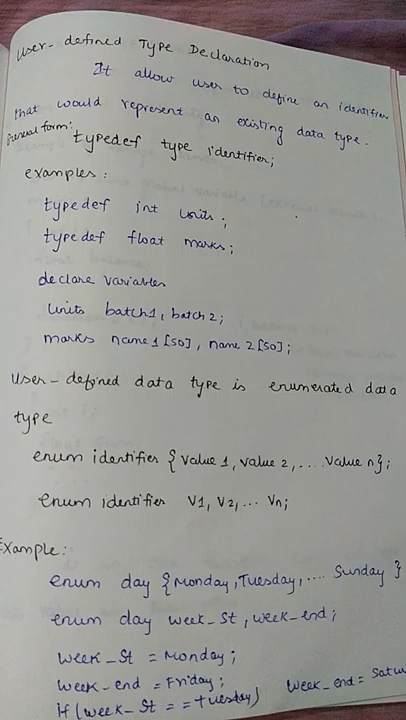 User-defined Type Declaration
It allow user to define an identifier
that would represent an existing data type.
General form:
typedef type identifier;
examples:
typedef int units;
typedef float marks;
declare variables
Units batch1, batch2;
marks name1[50], name2[50];
User-defined data type is enumerated data
type
enum identifier {value 1, value 2, .... value n};
enum identifier V1, V2, ... Vn;
Example:
enum day {Monday, Tuesday, .... Sunday }
enum day week_St, week_end;
Week_St = Monday;
Week_end = Friday;
if (week_St == Tuesday) Week_end = Satu